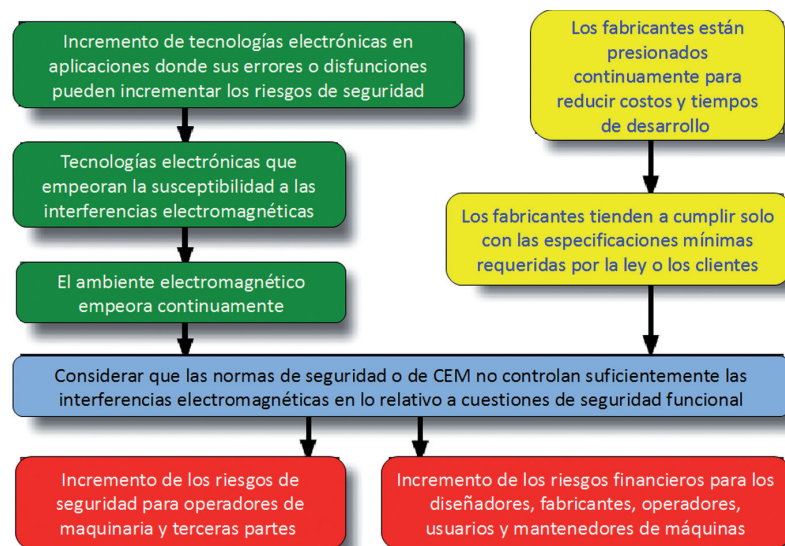 Incremento de tecnologías electrónicas en
aplicaciones donde sus errores o disfunciones
pueden incrementar los riesgos de seguridad
Tecnologías electrónicas que
empeoran la susceptibilidad a las
interferencias electromagnéticas
El ambiente electromagnético
empeora continuamente
Los fabricantes están
presionados
continuamente para
reducir costos y tiempos
de desarrollo
Los fabricantes tienden a cumplir solo
con las especificaciones mínimas
requeridas por la ley o los clientes
Considerar que las normas de seguridad o de CEM no controlan suficientemente las
interferencias electromagnéticas en lo relativo a cuestiones de seguridad funcional
Incremento de los riesgos de
seguridad para operadores de
maquinaria y terceras partes
Incremento de los riesgos financieros para los
diseñadores, fabricantes, operadores,
usuarios y mantenedores de máquinas